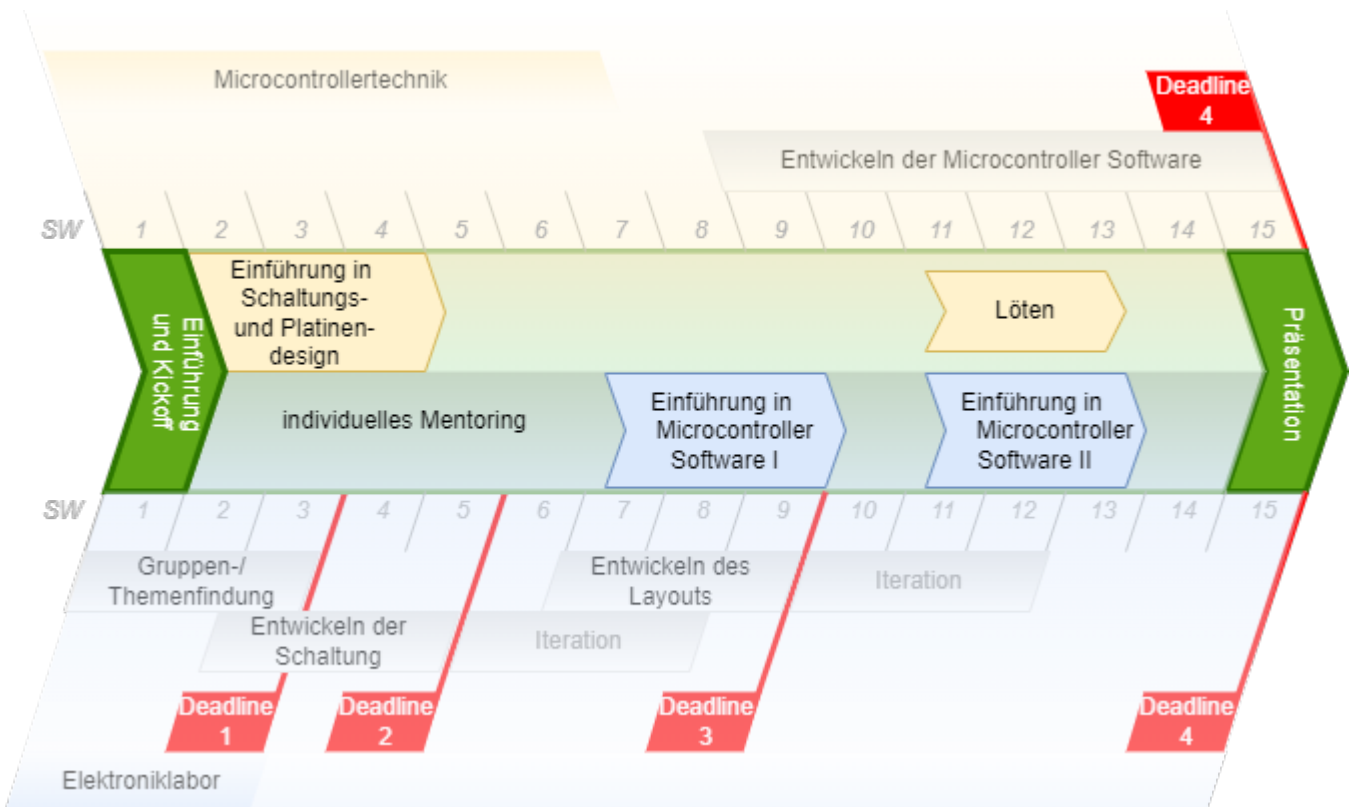 Microcontrollertechnik
Deadline
4
Entwickeln der Microcontroller Software
SW 1 2 3 4 5 6 7 8 9 10 11 12 13 14 15
Einführung
und Kickoff
Einführung in
Schaltungs-
und Platinen-
design
Löten
Präsentation
individuelles Mentoring
Einführung in
Microcontroller
Software I
Einführung in
Microcontroller
Software II
SW 1 2 3 4 5 6 7 8 9 10 11 12 13 14 15
Gruppen-/
Themenfindung
Entwickeln des
Layouts
Iteration
Entwickeln der
Schaltung
Iteration
Deadline
1
Deadline
2
Deadline
3
Deadline
4
Elektroniklabor